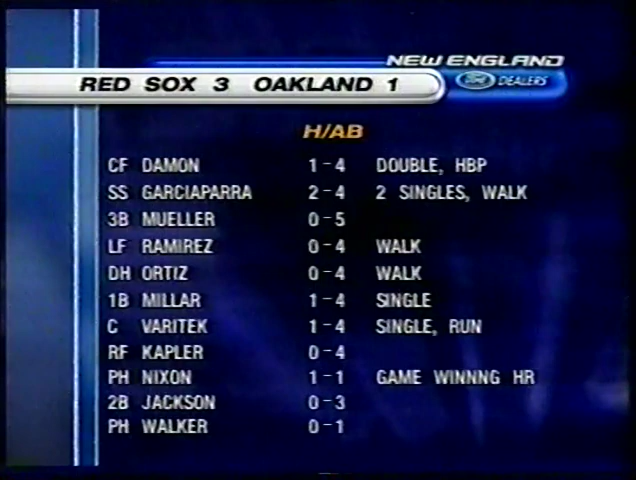 NEW ENGLAND
Ford DEALERS
RED SOX 3 OAKLAND 1
H/AB
CF DAMON 1-4 DOUBLE, HBP
SS GARCIAPARRA 2-4 2 SINGLES, WALK
3B MUELLER 0-5
LF RAMIREZ 0-4 WALK
DH ORTIZ 0-4 WALK
1B MILLAR 1-4 SINGLE
C VARITEK 1-4 SINGLE, RUN
RF KAPLER 0-4
PH NIXON 1-1 GAME WINNNG HR
2B JACKSON 0-3
PH WALKER 0-1